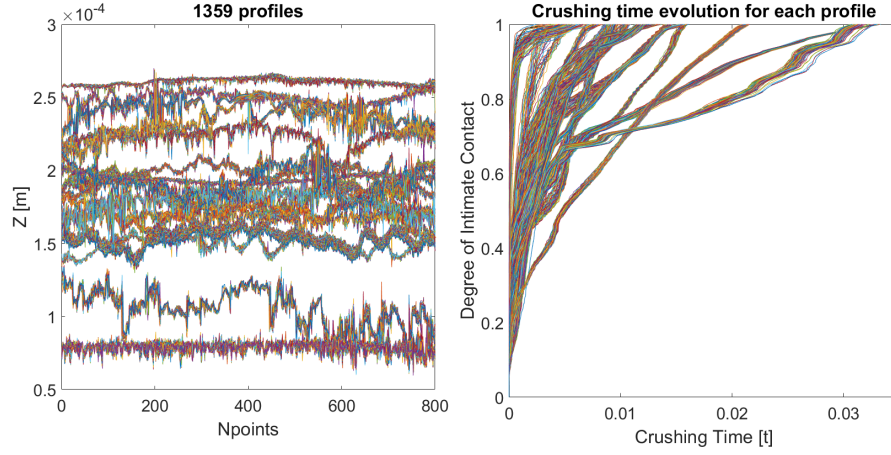 1359 profiles
×10⁻⁴
3
2.5
2
1.5
1
0.5
Z [m]
0 200 400 600 800
Npoints
Crushing time evolution for each profile
1
0.8
0.6
0.4
0.2
0
Degree of Intimate Contact
0 0.01 0.02 0.03
Crushing Time [t]